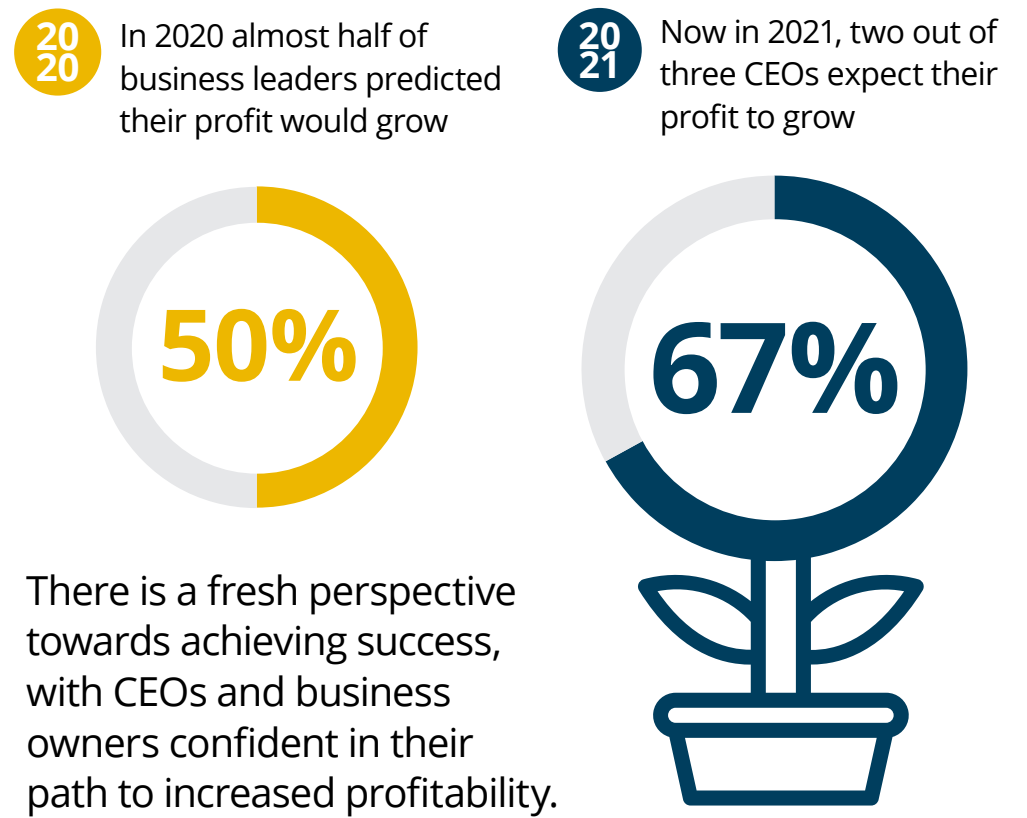 20
20
In 2020 almost half of
business leaders predicted
their profit would grow
20
21
Now in 2021, two out of
three CEOs expect their
profit to grow
50%
67%
There is a fresh perspective
towards achieving success,
with CEOs and business
owners confident in their
path to increased profitability.